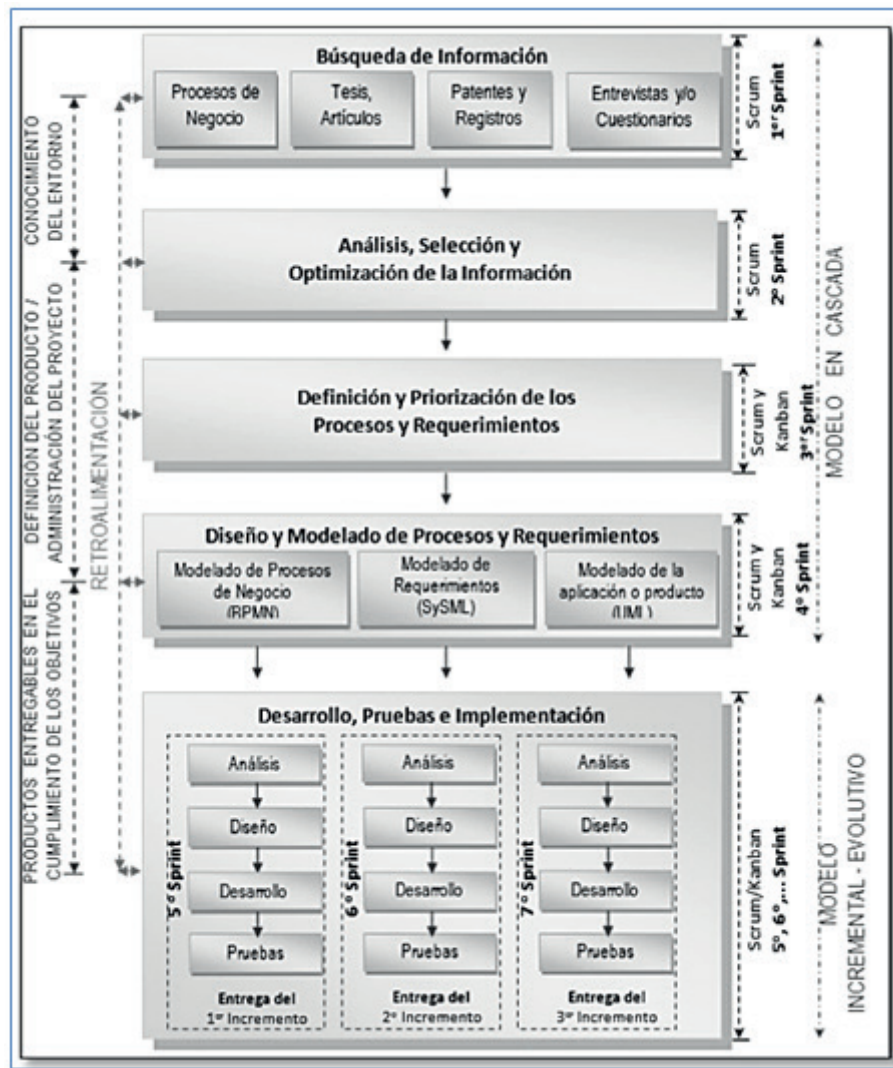 Búsqueda de Información
Procesos de
Negocio
Tesis,
Artículos
Patentes y
Registros
Entrevistas y/o
Cuestionarios
Scrum
1er Sprint
Análisis, Selección y
Optimización de la Información
Scrum
2º Sprint
Definición y Priorización de los
Procesos y Requerimientos
Scrum y
Kanban
3er Sprint
Diseño y Modelado de Procesos y Requerimientos
Modelado de Procesos
de Negocio
(BPMN)
Modelado de
Requerimientos
(SySML)
Modelado de la
aplicación o producto
(UML)
Scrum y
Kanban
4º Sprint
Desarrollo, Pruebas e Implementación
5º Sprint
Análisis
Diseño
Desarrollo
Pruebas
Entrega del
1er Incremento
6º Sprint
Análisis
Diseño
Desarrollo
Pruebas
Entrega del
2º Incremento
7º Sprint
Análisis
Diseño
Desarrollo
Pruebas
Entrega del
3er Incremento
Scrum/Kanban
5º, 6º,... Sprint
CONOCIMIENTO
DEL ENTORNO
DEFINICIÓN DEL PRODUCTO /
ADMINISTRACIÓN DEL PROYECTO
PRODUCTOS ENTREGABLES EN EL
CUMPLIMIENTO DE LOS OBJETIVOS
RETROALIMENTACIÓN
MODELO EN CASCADA
MODELO
INCREMENTAL - EVOLUTIVO